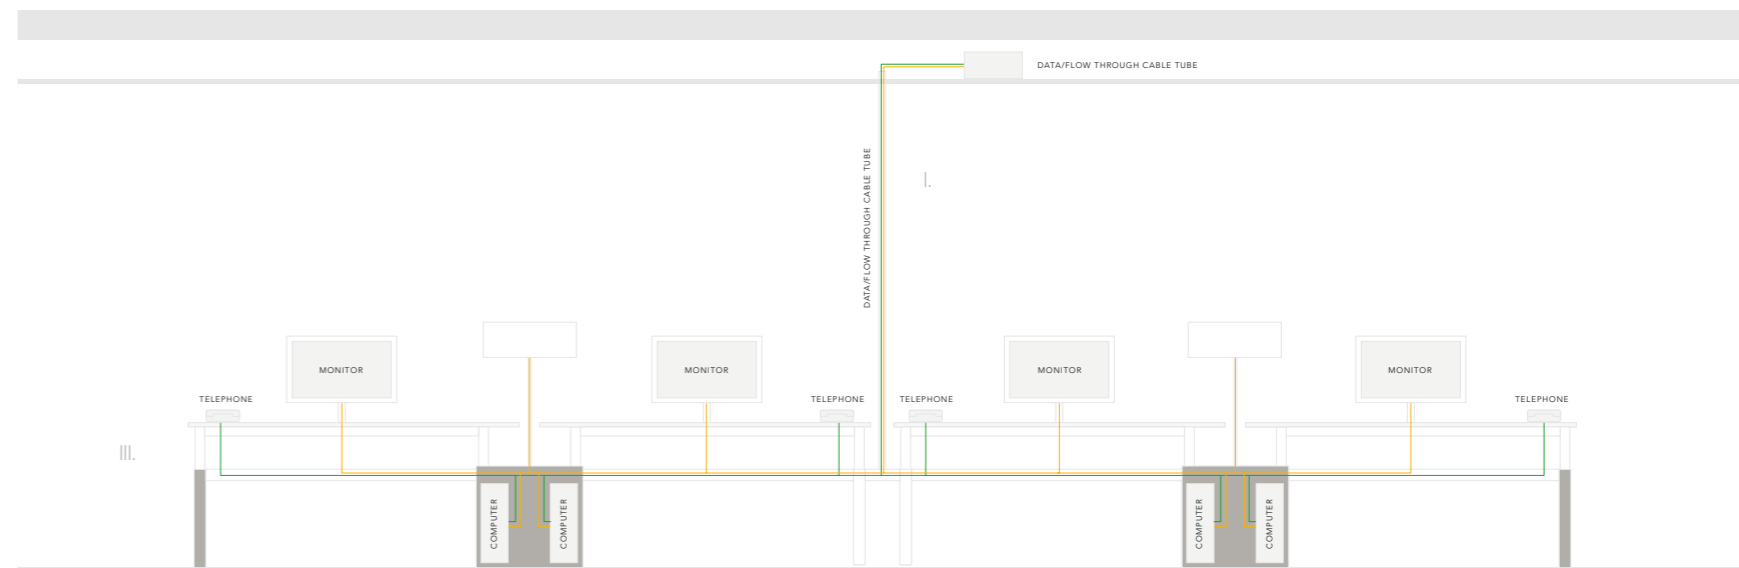 DATA/FLOW THROUGH CABLE TUBE
DATA/FLOW THROUGH CABLE TUBE
I.
MONITOR
MONITOR
MONITOR
MONITOR
TELEPHONE
TELEPHONE
TELEPHONE
TELEPHONE
III.
COMPUTER
COMPUTER
COMPUTER
COMPUTER